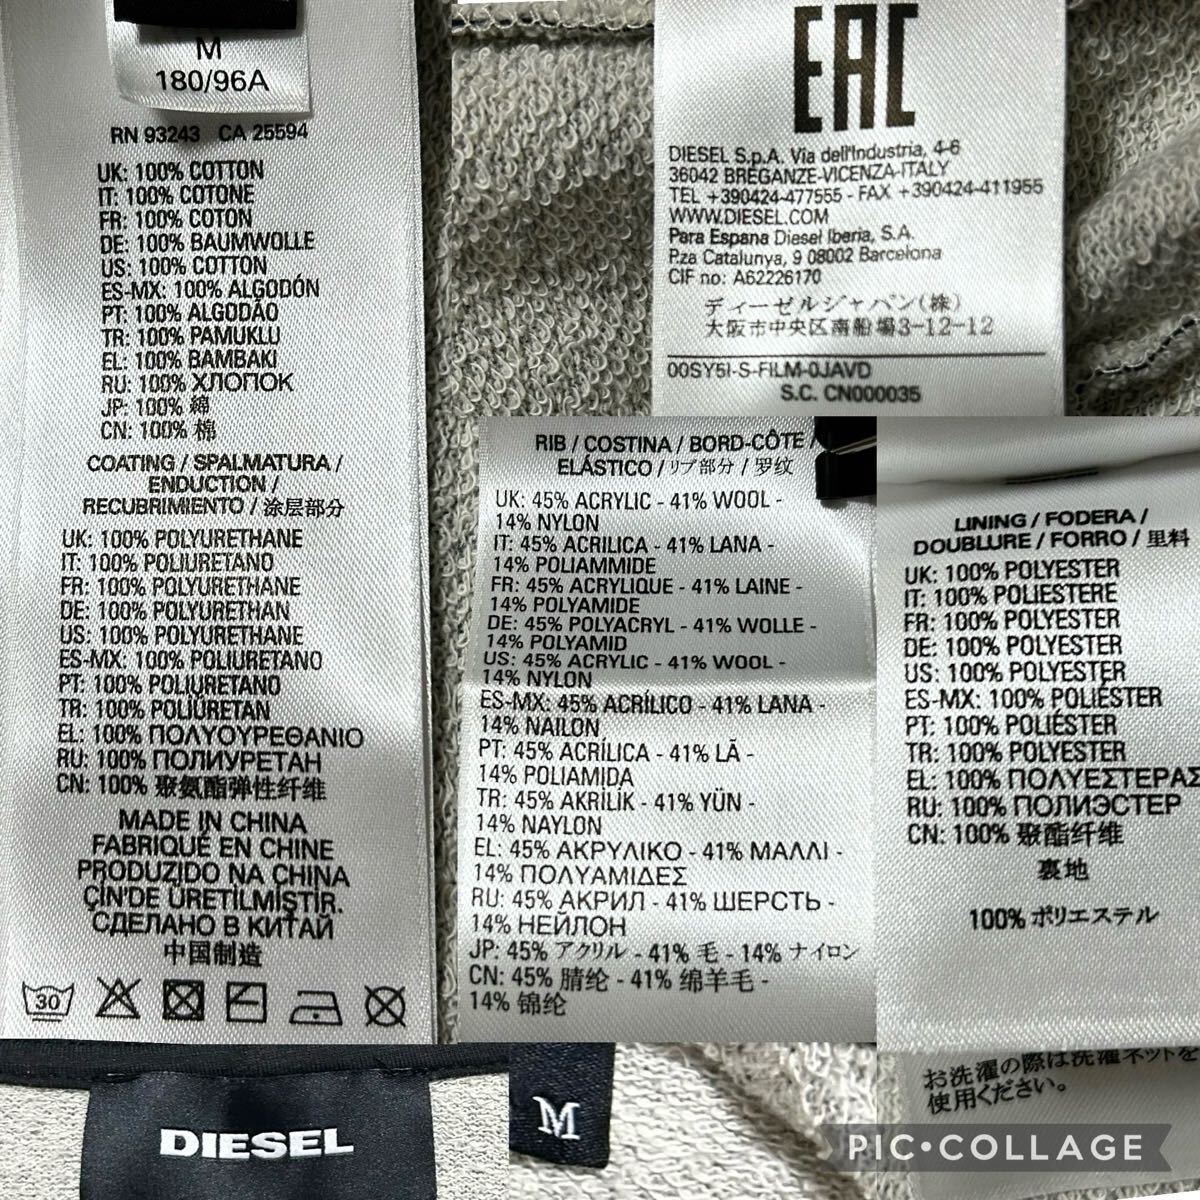 M
180/96A
RN 93243 CA 25594
UK: 100% COTTON
IT: 100% COTONE
FR: 100% COTON
DE: 100% BAUMWOLLE
US: 100% COTTON
ES-MX: 100% ALGODÓN
PT: 100% ALGODÃO
TR: 100% PAMUKLU
EL: 100% BAMBAKI
RU: 100% ХЛОПОК
JP: 100% 綿
CN: 100% 棉
COATING / SPALMATURA /
ENDUCTION /
RECUBRIMIENTO / 涂层部分
UK: 100% POLYURETHANE
IT: 100% POLIURETANO
FR: 100% POLYURETHANE
DE: 100% POLYURETHAN
US: 100% POLYURETHANE
ES-MX: 100% POLIURETANO
PT: 100% POLIURETANO
TR: 100% POLIÜRETAN
EL: 100% ΠΟΛΥΟΥΡΕΘΑΝΙΟ
RU: 100% ПОЛИУРЕТАН
CN: 100% 聚氨酯弹性纤维
MADE IN CHINA
FABRIQUÉ EN CHINE
PRODUZIDO NA CHINA
ÇİN'DE ÜRETİLMİŞTİR.
СДЕЛАНО В КИТАЙ
中国制造
30
EAC
DIESEL S.p.A. Via dell'Industria, 4-6
36042 BREGANZE-VICENZA-ITALY
TEL +390424-477555 - FAX +390424-411955
WWW.DIESEL.COM
Para Espana Diesel Iberia, S.A.
Pza Catalunya, 9 08002 Barcelona
CIF no: A62226170
ディーゼルジャパン(株)
大阪市中央区南船場3-12-12
00SY5I-S-FILM-0JAVD
S.C. CN000035
RIB / COSTINA / BORD-CÔTE /
ELÁSTICO / リブ部分 / 罗纹
UK: 45% ACRYLIC - 41% WOOL -
14% NYLON
IT: 45% ACRILICA - 41% LANA -
14% POLIAMMIDE
FR: 45% ACRYLIQUE - 41% LAINE -
14% POLYAMIDE
DE: 45% POLYACRYL - 41% WOLLE -
14% POLYAMID
US: 45% ACRYLIC - 41% WOOL -
14% NYLON
ES-MX: 45% ACRÍLICO - 41% LANA -
14% NAILON
PT: 45% ACRÍLICA - 41% LÃ -
14% POLIAMIDA
TR: 45% AKRİLİK - 41% YÜN -
14% NAYLON
EL: 45% ΑΚΡΥΛΙΚΟ - 41% ΜΑΛΛΙ -
14% ΠΟΛΥΑΜΙΔΕΣ
RU: 45% АКРИЛ - 41% ШЕРСТЬ -
14% НЕЙЛОН
JP: 45% アクリル - 41% 毛 - 14% ナイロン
CN: 45% 腈纶 - 41% 绵羊毛 -
14% 锦纶
LINING / FODERA /
DOUBLURE / FORRO / 里料
UK: 100% POLYESTER
IT: 100% POLIESTERE
FR: 100% POLYESTER
DE: 100% POLYESTER
US: 100% POLYESTER
ES-MX: 100% POLIÉSTER
PT: 100% POLIÉSTER
TR: 100% POLYESTER
EL: 100% ΠΟΛΥΕΣΤΕΡΑΣ
RU: 100% ПОЛИЭСТЕР
CN: 100% 聚酯纤维
裏地
100% ポリエステル
お洗濯の際は洗濯ネットを
使用ください。
DIESEL
M
PIC•COLLAGE